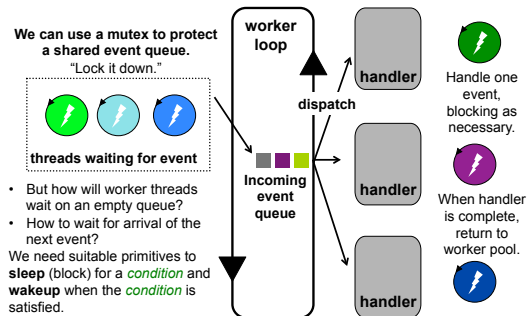 We can use a mutex to protect
a shared event queue.
“Lock it down.”
threads waiting for event
• But how will worker threads
wait on an empty queue?
• How to wait for arrival of the
next event?
We need suitable primitives to
sleep (block) for a condition and
wakeup when the condition is
satisfied.
worker
loop
dispatch
Incoming
event
queue
handler
handler
handler
Handle one
event,
blocking as
necessary.
When handler
is complete,
return to
worker pool.